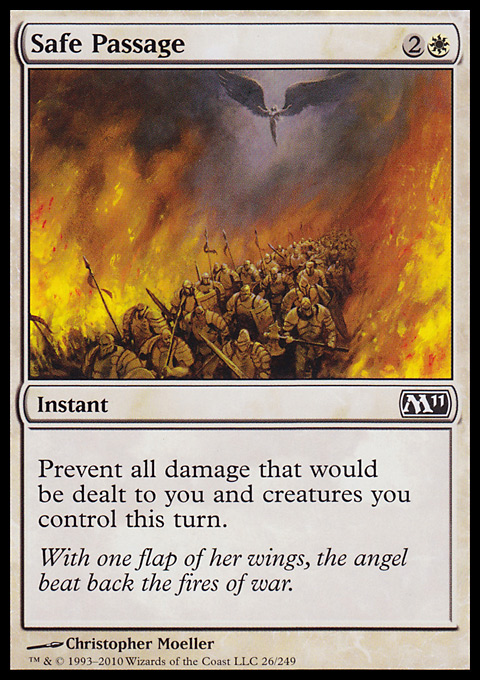 Safe Passage 2
Instant M11
Prevent all damage that would
be dealt to you and creatures you
control this turn.
With one flap of her wings, the angel
beat back the fires of war.
Christopher Moeller
™ & © 1993–2010 Wizards of the Coast LLC 26/249